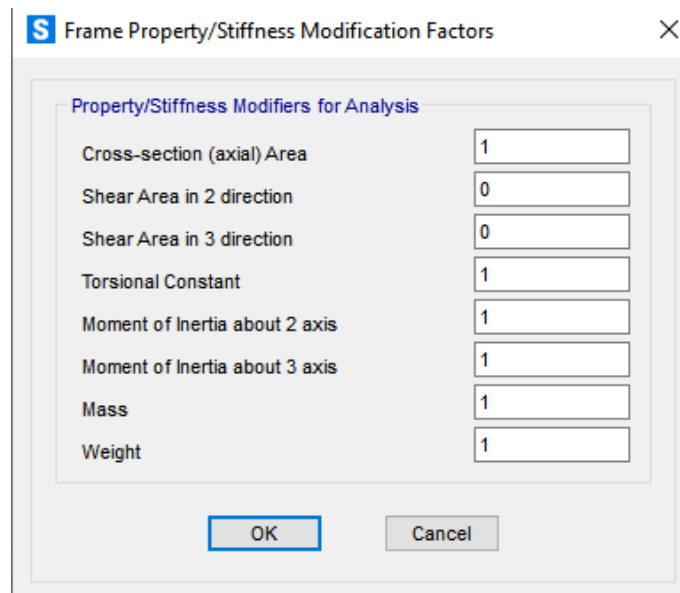 S Frame Property/Stiffness Modification Factors
Property/Stiffness Modifiers for Analysis
Cross-section (axial) Area 1
Shear Area in 2 direction 0
Shear Area in 3 direction 0
Torsional Constant 1
Moment of Inertia about 2 axis 1
Moment of Inertia about 3 axis 1
Mass 1
Weight 1
OK Cancel